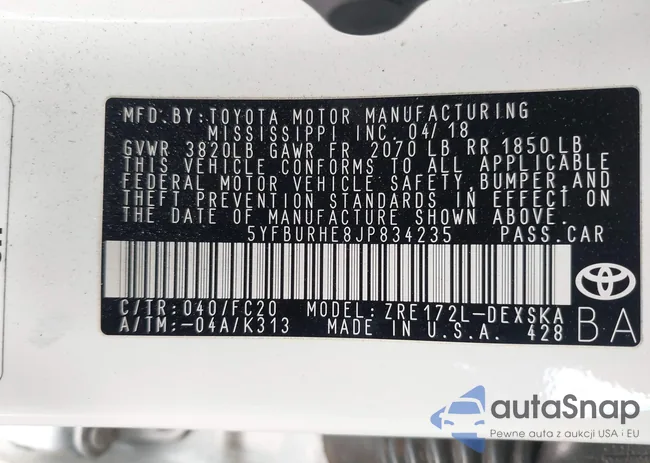 MFD. BY: TOYOTA MOTOR MANUFACTURING
MISSISSIPPI INC. 04/18
GVWR 3820LB GAWR FR 2070 LB RR 1850 LB
THIS VEHICLE CONFORMS TO ALL APPLICABLE
FEDERAL MOTOR VEHICLE SAFETY, BUMPER, AND
THEFT PREVENTION STANDARDS IN EFFECT ON
THE DATE OF MANUFACTURE SHOWN ABOVE.
5YFBURHE8JP834235 PASS. CAR
C/TR: 040/FC20 MODEL: ZRE172L-DEXSKA
A/TM: -04A/K313 MADE IN U.S.A. 428 BA
autaSnap
Pewne auta z aukcji USA i EU